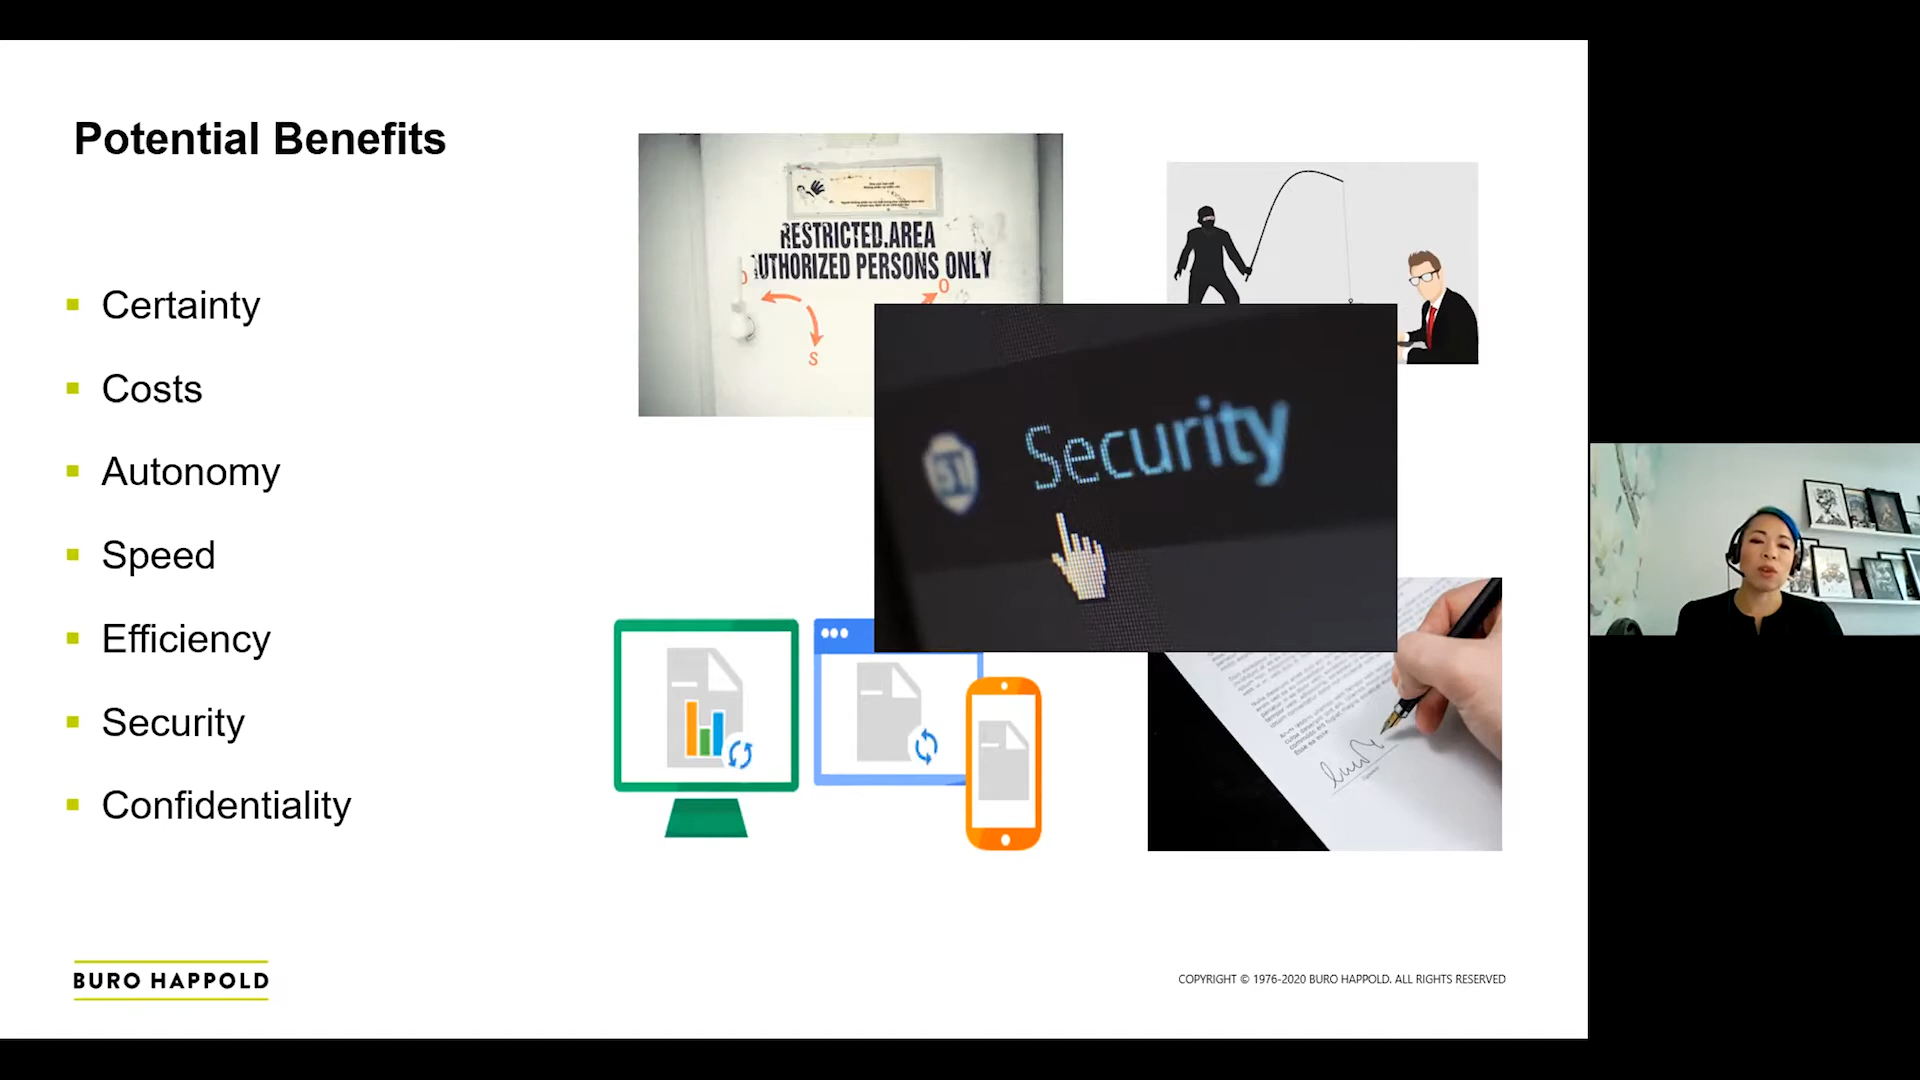 Potential Benefits
Certainty
Costs
Autonomy
Speed
Efficiency
Security
Confidentiality
RESTRICTED.AREA
AUTHORIZED PERSONS ONLY
O
S
Security
BURO HAPPOLD
COPYRIGHT © 1976-2020 BURO HAPPOLD. ALL RIGHTS RESERVED